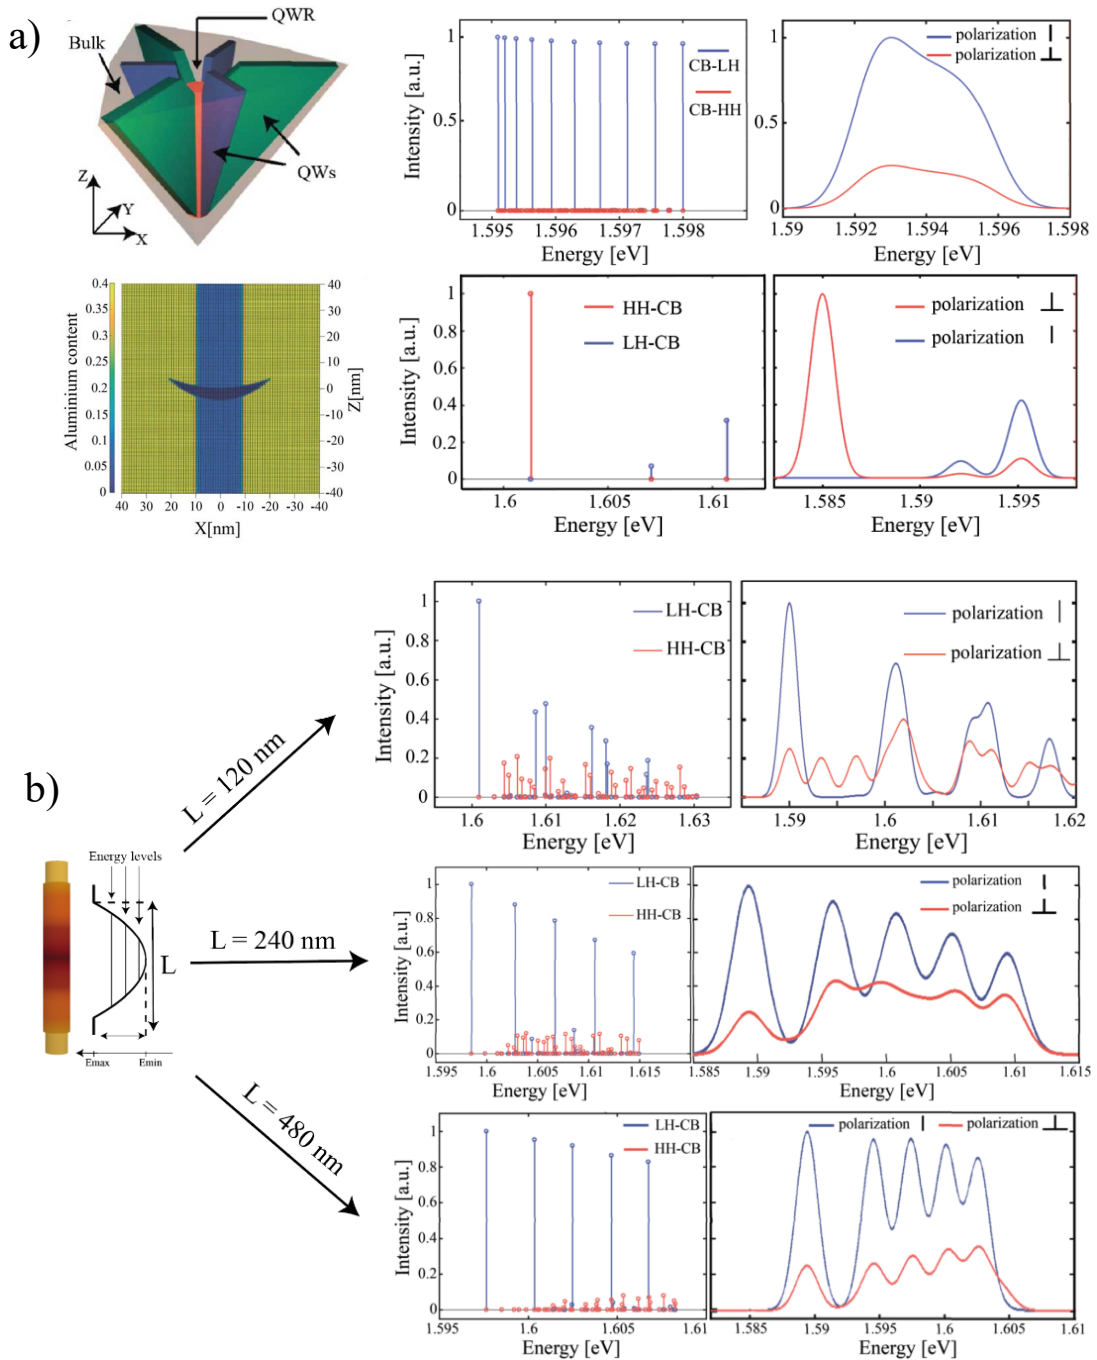 a)
QWR
Bulk
QWs
Z
Y
X
Intensity [a.u.]
1
0.5
0
CB-LH
CB-HH
1.595
1.596
1.597
1.598
Energy [eV]
polarization |
polarization ⊥
1
0.5
0
1.59
1.592
1.594
1.596
1.598
Energy [eV]
Aluminium content
0.4
0.35
0.3
0.25
0.2
0.15
0.1
0.05
0
40
30
20
10
0
-10
-20
-30
-40
Z[nm]
40 30 20 10 0 -10 -20 -30 -40
X[nm]
Intensity [a.u.]
1
0.8
0.6
0.4
0.2
0
HH-CB
LH-CB
1.6
1.605
1.61
Energy [eV]
polarization ⊥
polarization |
1.585
1.59
1.595
Energy [eV]
b)
L = 120 nm
Intensity [a.u.]
1
0.8
0.6
0.4
0.2
0
LH-CB
HH-CB
1.6
1.61
1.62
1.63
Energy [eV]
polarization |
polarization ⊥
1.59
1.6
1.61
1.62
Energy [eV]
Energy levels
L
Emax
Emin
L = 240 nm
Intensity [a.u.]
1
0.8
0.6
0.4
0.2
0
LH-CB
HH-CB
1.595
1.6
1.605
1.61
1.615
Energy [eV]
polarization |
polarization ⊥
1.585
1.59
1.595
1.6
1.605
1.61
1.615
Energy [eV]
L = 480 nm
Intensity [a.u.]
1
0.8
0.6
0.4
0.2
0
LH-CB
HH-CB
1.595
1.6
1.605
1.61
Energy [eV]
polarization | polarization ⊥
1.585
1.59
1.595
1.6
1.605
1.61
Energy [eV]